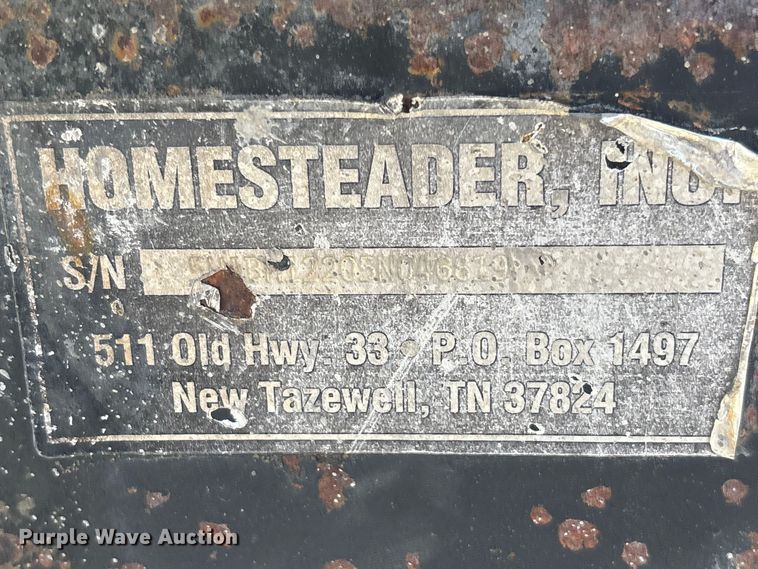 HOMESTEADER, INC.
S/N
511 Old Hwy. 33 • P.O. Box 1497
New Tazewell, TN 37824
Purple Wave Auction